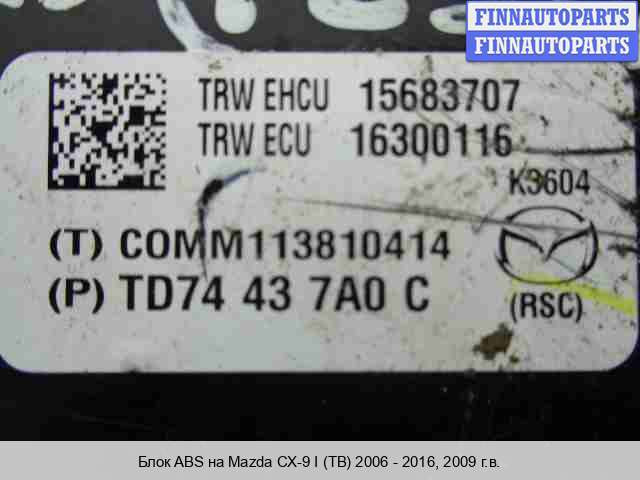 FINNAUTOPARTS
FINNAUTOPARTS
TRW EHCU 15683707
TRW ECU 16300116
K3604
(T) COMM113810414
(P) TD74 43 7A0 C
(RSC)
Блок ABS на Mazda CX-9 I (TB) 2006 - 2016, 2009 г.в.